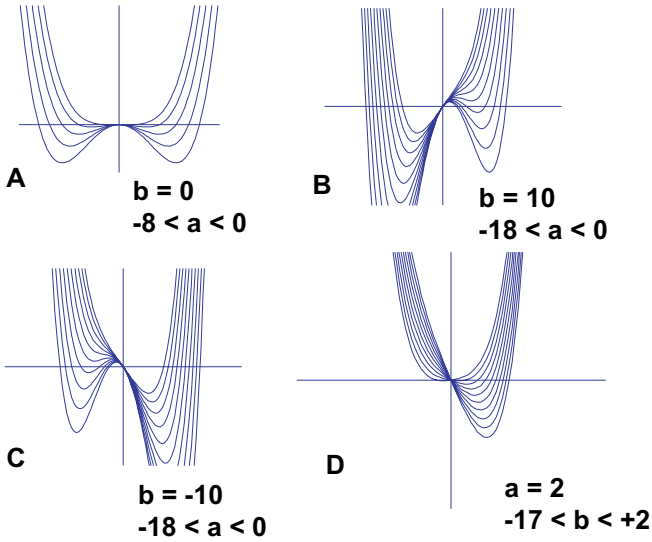 A
b = 0
-8 < a < 0
B
b = 10
-18 < a < 0
C
b = -10
-18 < a < 0
D
a = 2
-17 < b < +2